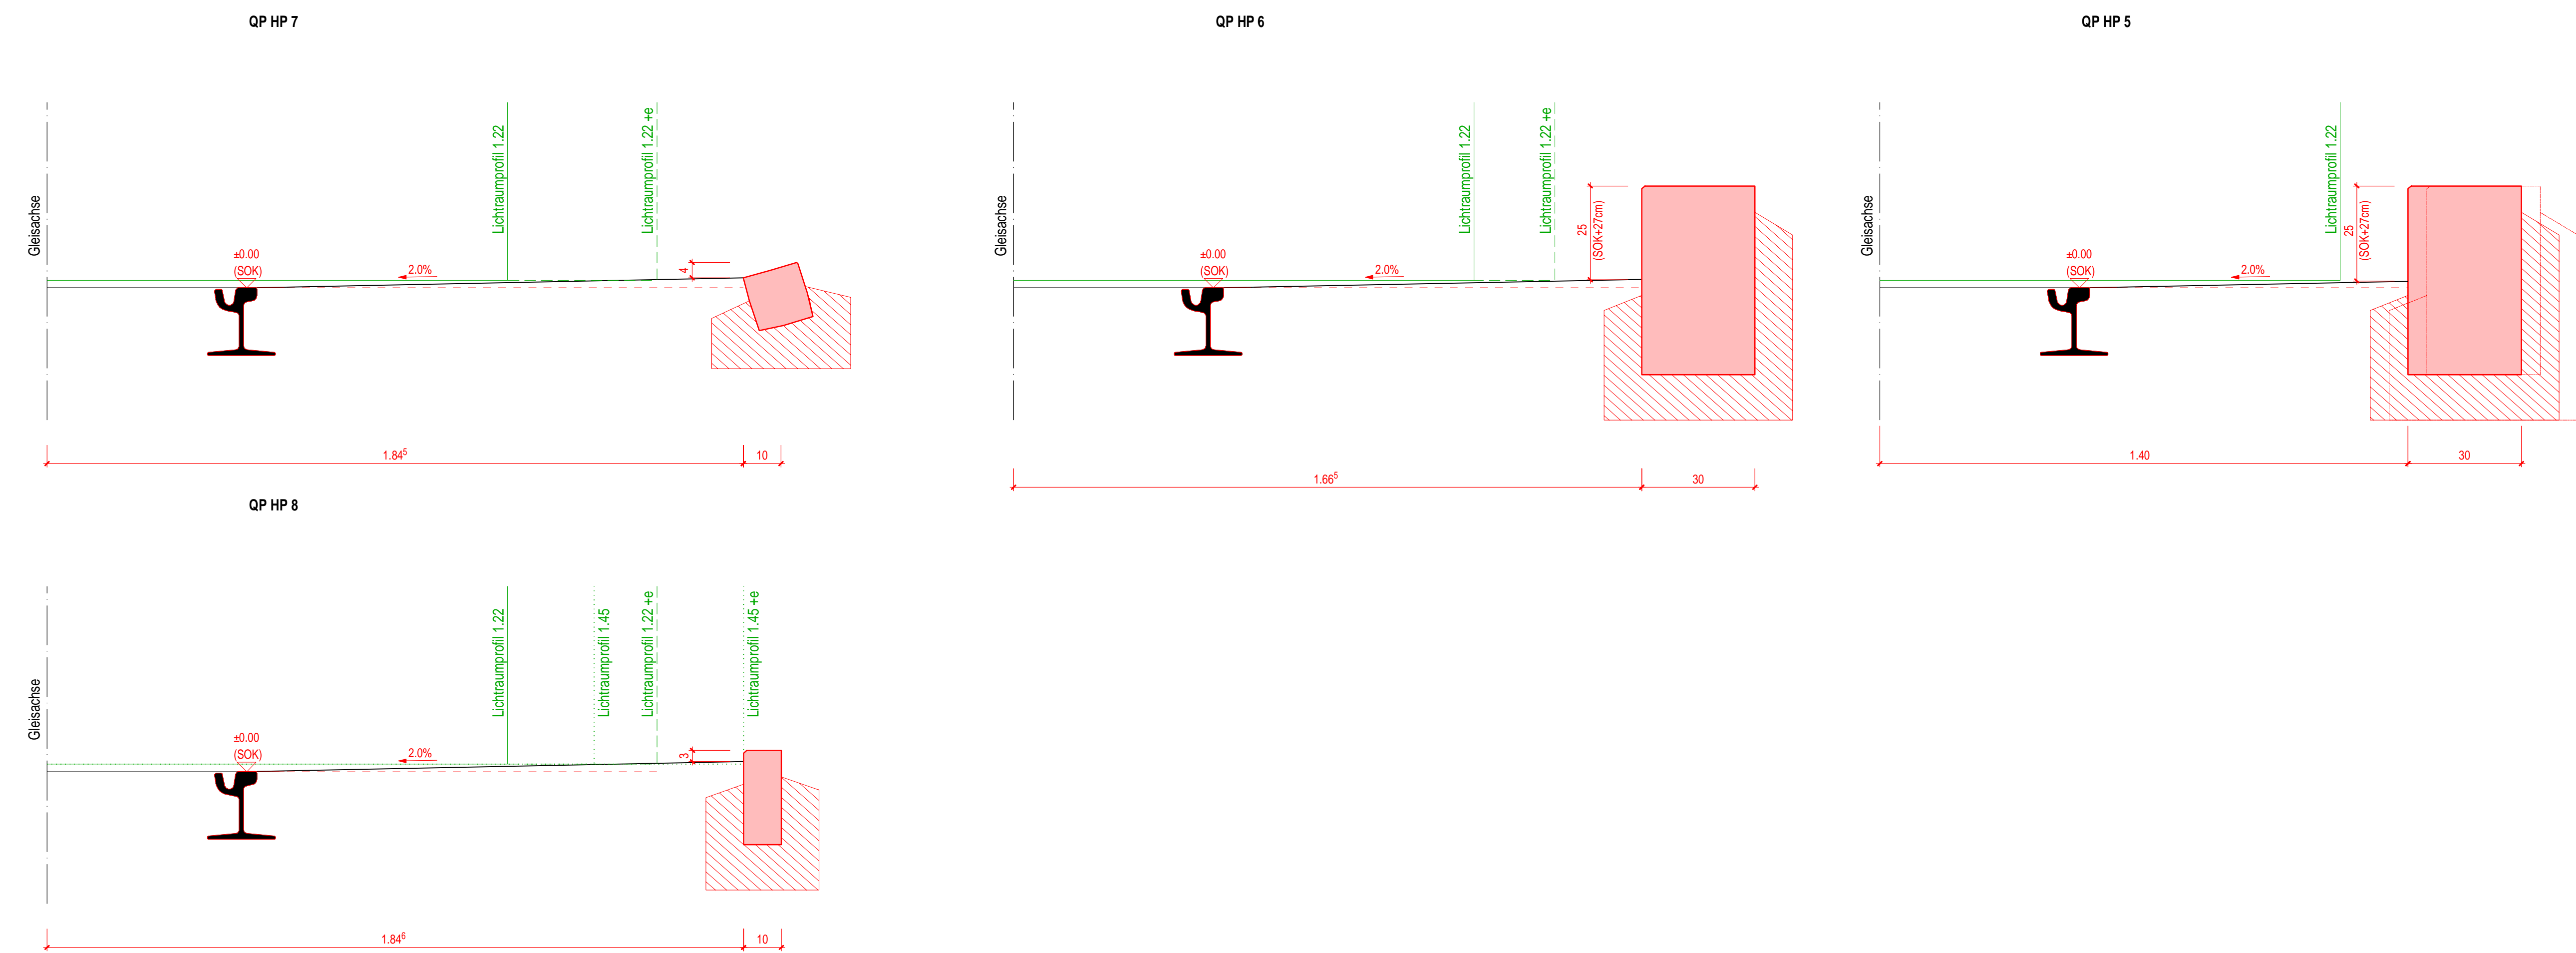 QP HP 7
Gleisachse
±0.00
(SOK)
2.0%
Lichtraumprofil 1.22
Lichtraumprofil 1.22 +e
4
1.84⁵
10
QP HP 6
Gleisachse
±0.00
(SOK)
2.0%
Lichtraumprofil 1.22
Lichtraumprofil 1.22 +e
25
(SOK+27cm)
1.66⁵
30
QP HP 5
Gleisachse
±0.00
(SOK)
2.0%
Lichtraumprofil 1.22
25
(SOK+27cm)
1.40
30
QP HP 8
Gleisachse
±0.00
(SOK)
2.0%
Lichtraumprofil 1.22
Lichtraumprofil 1.45
Lichtraumprofil 1.22 +e
Lichtraumprofil 1.45 +e
3
1.84⁶
10